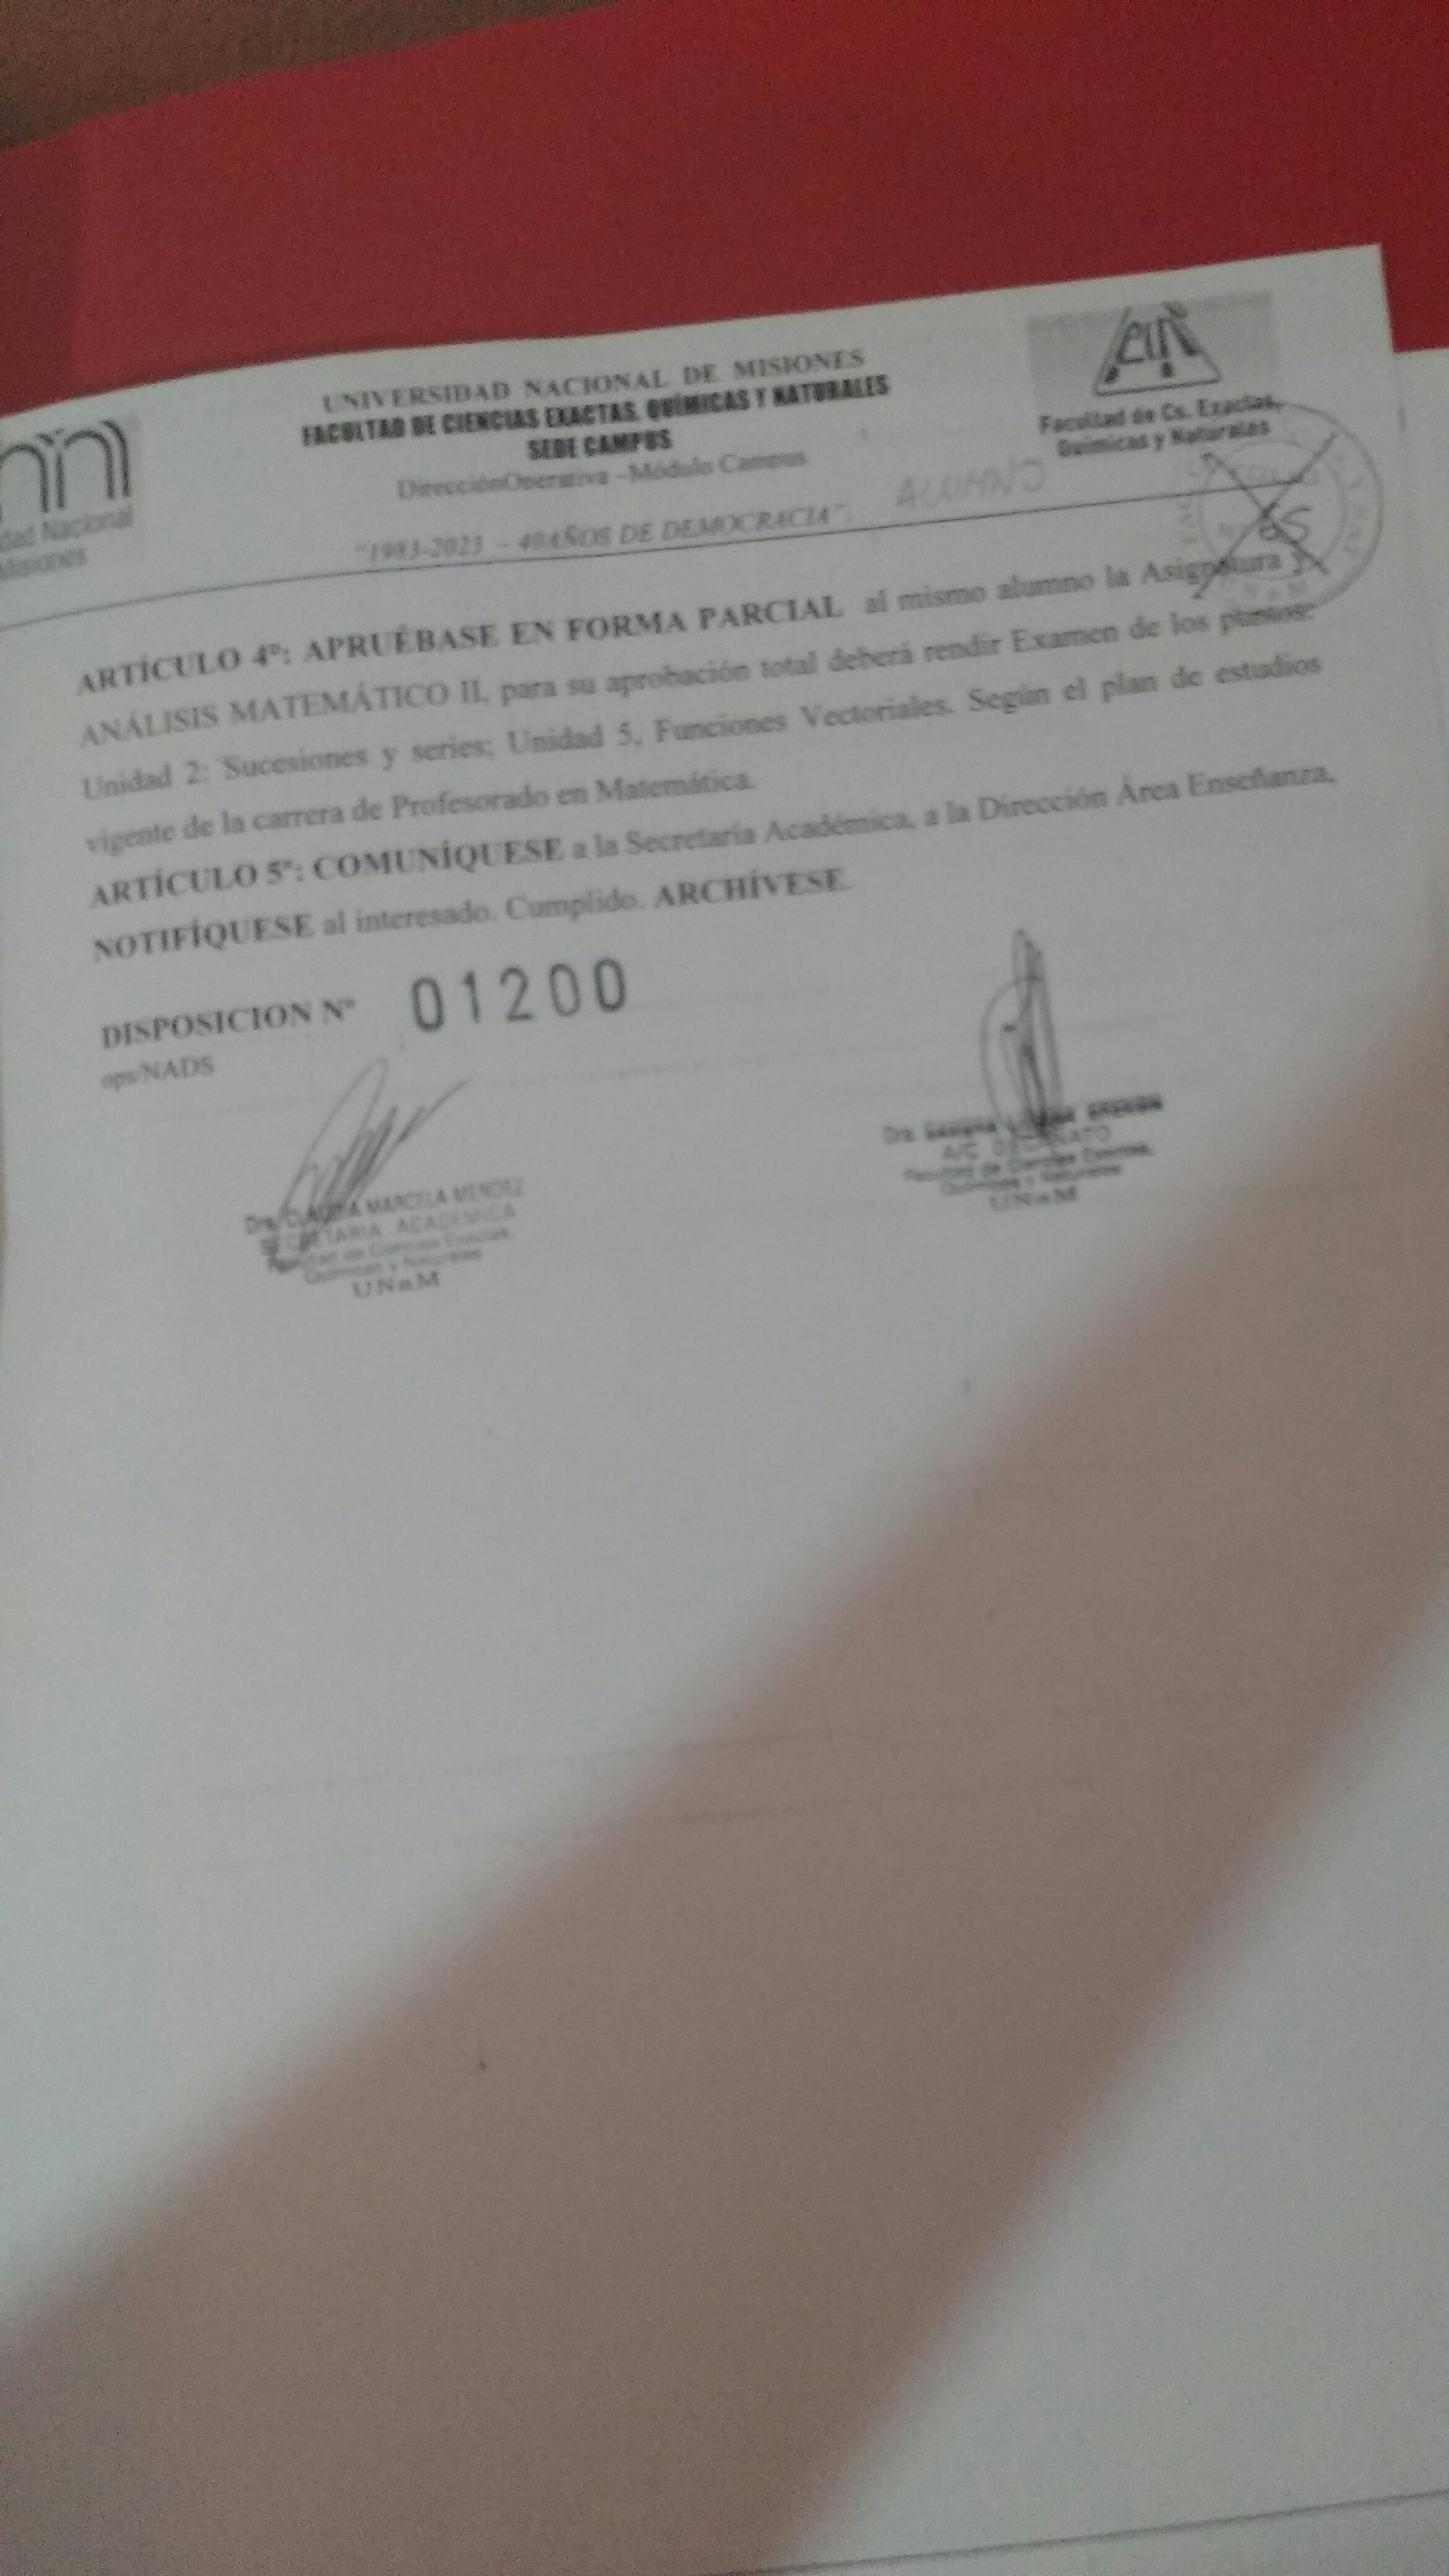 UNIVERSIDAD NACIONAL DE MISIONES
FACULTAD DE CIENCIAS EXACTAS, QUÍMICAS Y NATURALES
SEDE CAMPUS
DirecciónOperativa –Módulo Campus
"1983-2023 – 40AÑOS DE DEMOCRACIA".
ALUMNO
dad Nacional
Misiones
Facultad de Cs. Exactas,
Químicas y Naturales
65
ARTÍCULO 4º: APRUÉBASE EN FORMA PARCIAL al mismo alumno la Asignatura
ANÁLISIS MATEMÁTICO II, para su aprobación total deberá rendir Examen de los puntos:
Unidad 2: Sucesiones y series; Unidad 5, Funciones Vectoriales. Según el plan de estudios
vigente de la carrera de Profesorado en Matemática.
ARTÍCULO 5º: COMUNÍQUESE a la Secretaría Académica, a la Dirección Área Enseñanza,
NOTIFÍQUESE al interesado. Cumplido. ARCHÍVESE.
DISPOSICION Nº 01200
ops/NADS
Dra. CLAUDIA MARCELA MENDEZ
SECRETARIA ACADEMICA
Facultad de Ciencias Exactas,
Químicas y Naturales
UNaM
Dra.
A/C DECANATO
Facultad de Ciencias Exactas,
Químicas y Naturales
UNaM